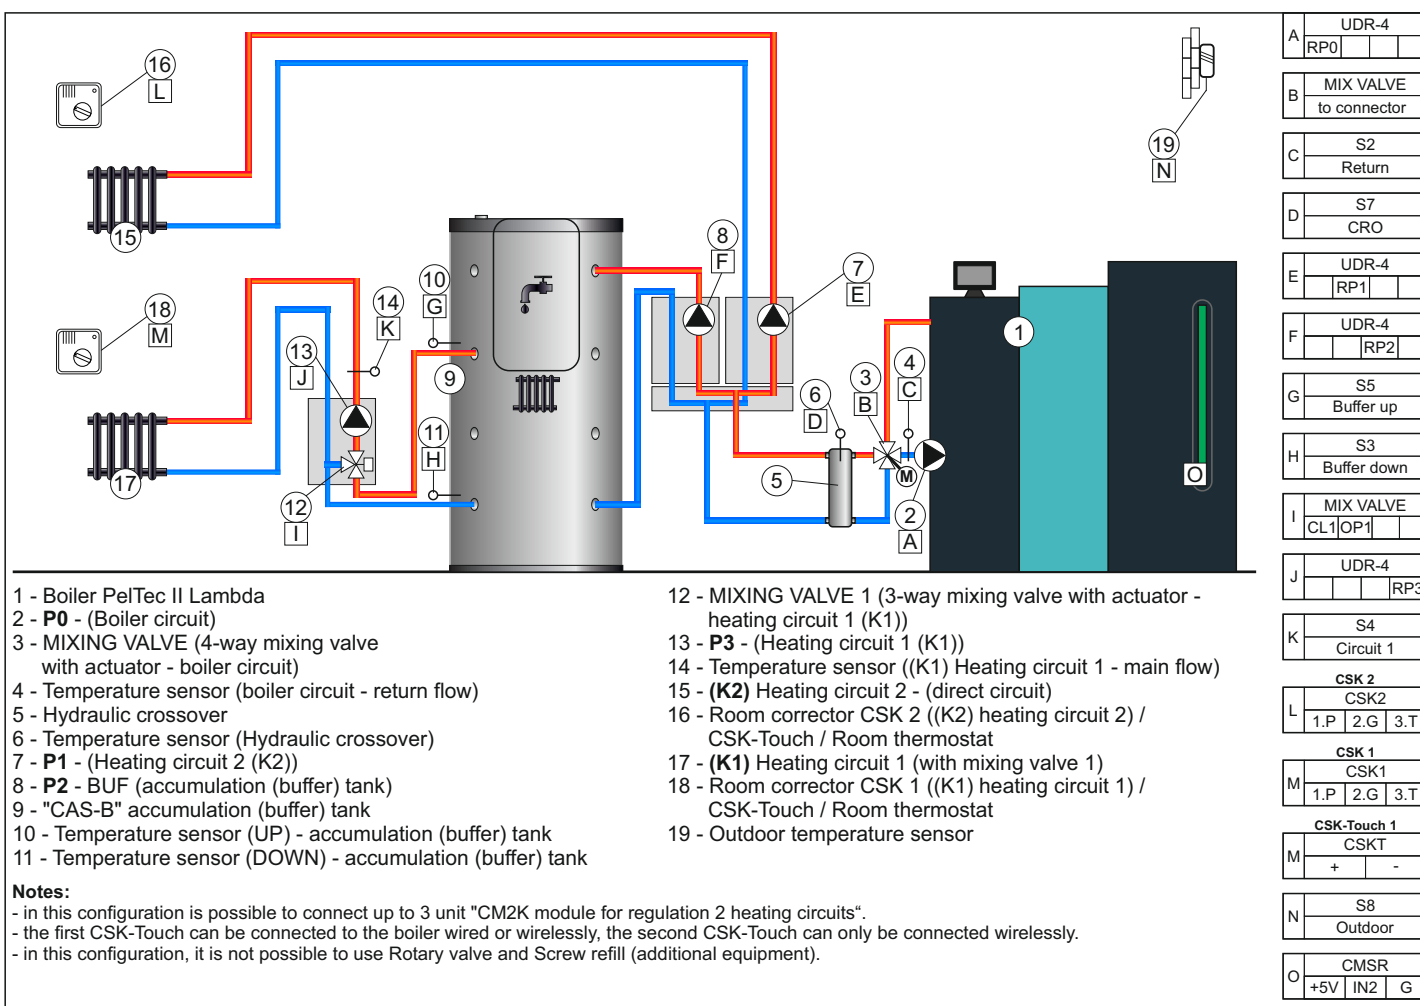 16
L
15
18
M
17
14
K
13
J
12
I
10
G
9
11
H
8
F
7
E
6
D
5
3
B
4
C
M
2
A
1
O
19
N
1 - Boiler PelTec II Lambda
2 - P0 - (Boiler circuit)
3 - MIXING VALVE (4-way mixing valve
with actuator - boiler circuit)
4 - Temperature sensor (boiler circuit - return flow)
5 - Hydraulic crossover
6 - Temperature sensor (Hydraulic crossover)
7 - P1 - (Heating circuit 2 (K2))
8 - P2 - BUF (accumulation (buffer) tank)
9 - "CAS-B" accumulation (buffer) tank
10 - Temperature sensor (UP) - accumulation (buffer) tank
11 - Temperature sensor (DOWN) - accumulation (buffer) tank
12 - MIXING VALVE 1 (3-way mixing valve with actuator -
heating circuit 1 (K1))
13 - P3 - (Heating circuit 1 (K1))
14 - Temperature sensor ((K1) Heating circuit 1 - main flow)
15 - (K2) Heating circuit 2 - (direct circuit)
16 - Room corrector CSK 2 ((K2) heating circuit 2) /
CSK-Touch / Room thermostat
17 - (K1) Heating circuit 1 (with mixing valve 1)
18 - Room corrector CSK 1 ((K1) heating circuit 1) /
CSK-Touch / Room thermostat
19 - Outdoor temperature sensor
Notes:
- in this configuration is possible to connect up to 3 unit "CM2K module for regulation 2 heating circuits“.
- the first CSK-Touch can be connected to the boiler wired or wirelessly, the second CSK-Touch can only be connected wirelessly.
- in this configuration, it is not possible to use Rotary valve and Screw refill (additional equipment).
A UDR-4
RP0
B MIX VALVE
to connector
C S2
Return
D S7
CRO
E UDR-4
RP1
F UDR-4
RP2
G S5
Buffer up
H S3
Buffer down
I MIX VALVE
CL1 OP1
J UDR-4
RP3
K S4
Circuit 1
CSK 2
L CSK2
1.P 2.G 3.T
CSK 1
M CSK1
1.P 2.G 3.T
CSK-Touch 1
M CSKT
+ -
N S8
Outdoor
O CMSR
+5V IN2 G